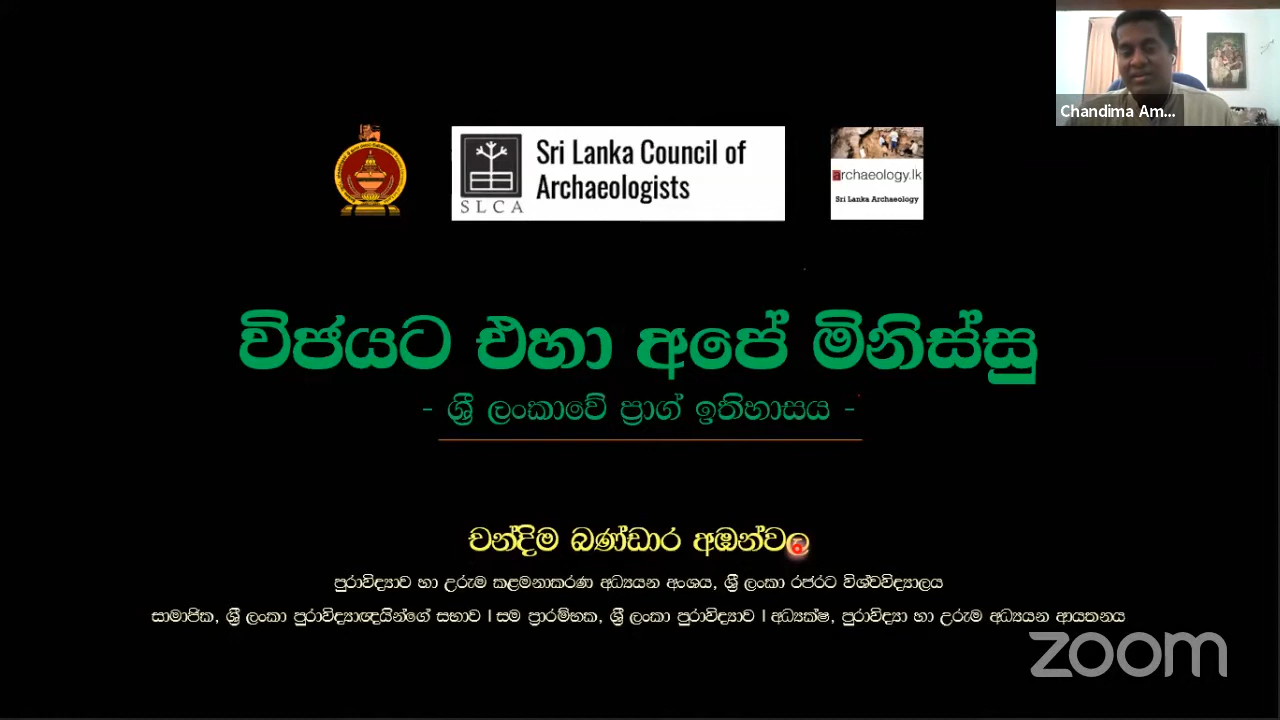 Chandima Am...
Sri Lanka Council of
Archaeologists
SLCA
archaeology.lk
Sri Lanka Archaeology
විජයට එහා අපේ මිනිස්සු
- ශ්‍රී ලංකාවේ ප්‍රාග් ඉතිහාසය -
චන්දිම බණ්ඩාර අඹන්වල
පුරාවිද්‍යාව හා උරුම කළමනාකරණ අධ්‍යයන අංශය, ශ්‍රී ලංකා රජරට විශ්වවිද්‍යාලය
සාමාජික, ශ්‍රී ලංකා පුරාවිද්‍යාඥයින්ගේ සභාව | සම ප්‍රාරම්භක, ශ්‍රී ලංකා පුරාවිද්‍යාව | අධ්‍යක්ෂ, පුරාවිද්‍යා හා උරුම අධ්‍යයන ආයතනය
zoom